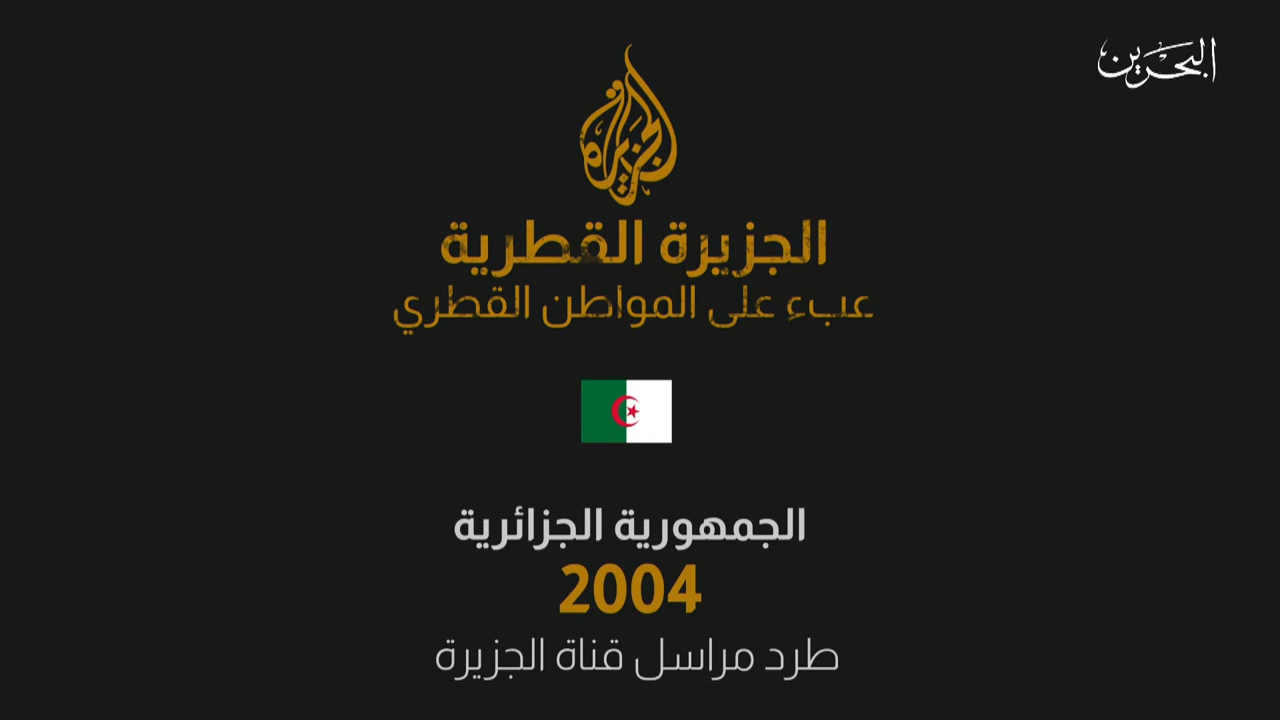 البحرين
الجزيرة
الجزيرة القطرية
عبء على المواطن القطري
الجمهورية الجزائرية
2004
طرد مراسل قناة الجزيرة